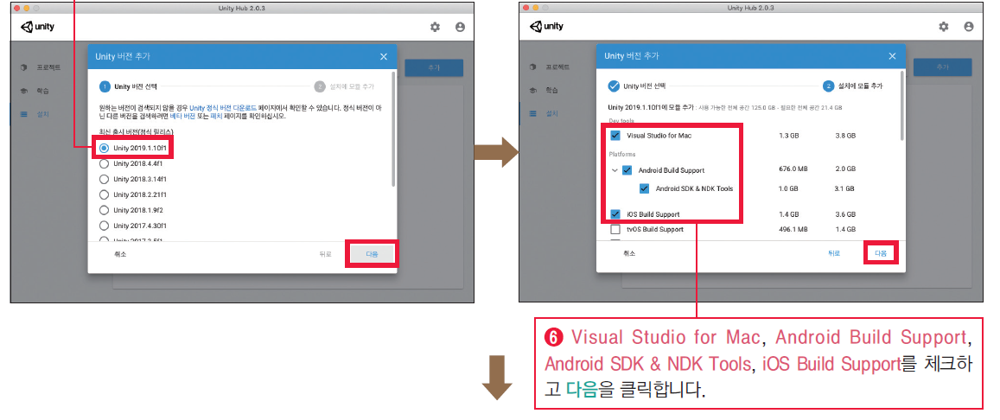 Unity Hub 2.0.3
unity
프로젝트
학습
설치
추가
Unity 버전 추가
1 Unity 버전 선택
2 설치에 모듈 추가
원하는 버전이 검색되지 않을 경우 Unity 정식 버전 다운로드 페이지에서 확인할 수 있습니다. 정식 버전이 아
닌 다른 버전을 검색하려면 베타 버전 또는 패치 페이지를 확인하십시오.
최신 출시 버전(정식 릴리스)
Unity 2019.1.10f1
Unity 2018.4.4f1
Unity 2018.3.14f1
Unity 2018.2.21f1
Unity 2018.1.9f2
Unity 2017.4.30f1
Unity 2017.3.5f1
취소
뒤로
다음
Unity Hub 2.0.3
unity
프로젝트
학습
설치
추가
Unity 버전 추가
Unity 버전 선택
2 설치에 모듈 추가
Unity 2019.1.10f1에 모듈 추가 : 사용 가능한 전체 공간 125.0 GB - 필요한 전체 공간 21.4 GB
Dev tools
Visual Studio for Mac 1.3 GB 3.8 GB
Platforms
Android Build Support 676.0 MB 2.0 GB
Android SDK & NDK Tools 1.0 GB 3.1 GB
iOS Build Support 1.4 GB 3.6 GB
tvOS Build Support 496.1 MB 1.4 GB
취소
뒤로
다음
❻ Visual Studio for Mac, Android Build Support,
Android SDK & NDK Tools, iOS Build Support를 체크하
고 다음을 클릭합니다.